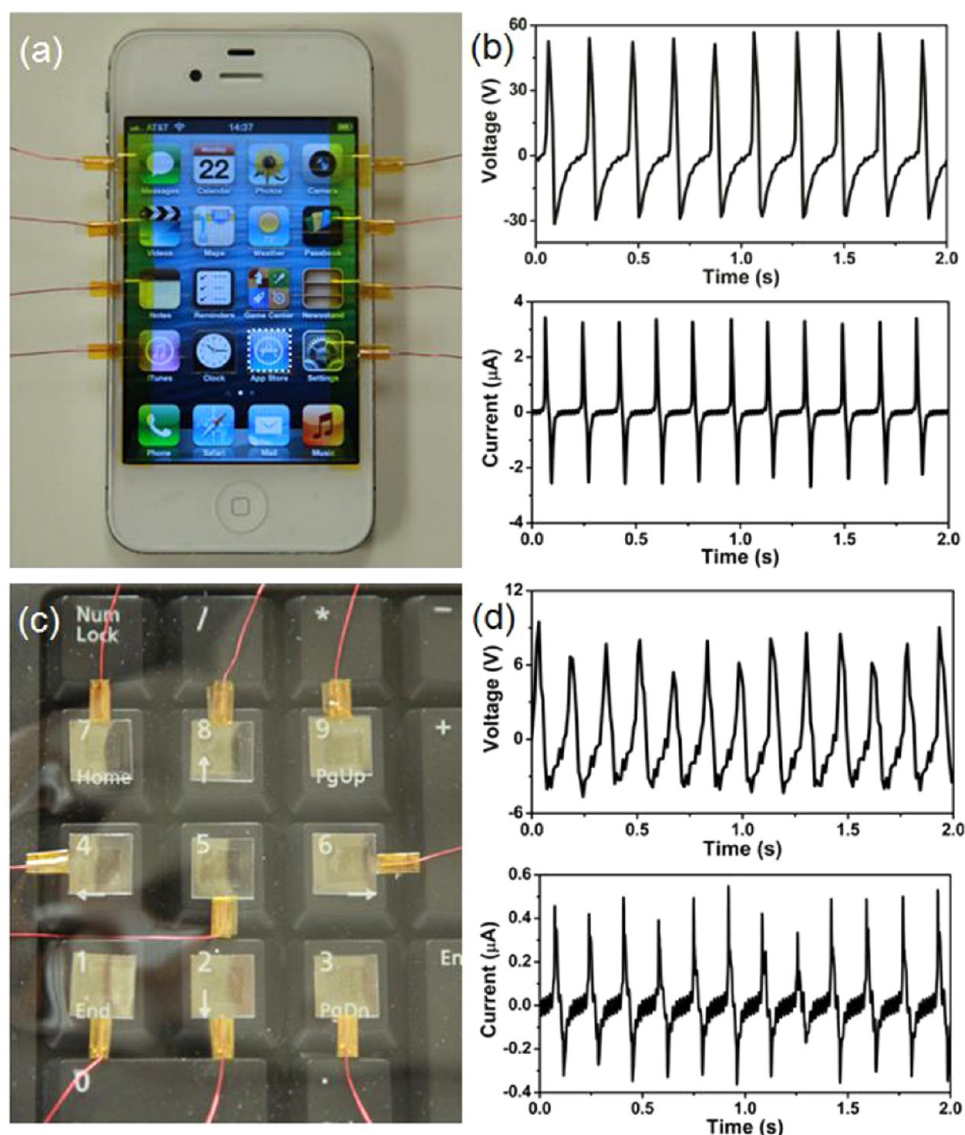 (a)
AT&T 14:37
Monday
22
Messages Calendar Photos Camera
Videos Maps Weather Passbook
Notes Reminders Game Center Newsstand
iTunes Clock App Store Settings
Phone Safari Mail Music
(b)
60
30
0
-30
Voltage (V)
0.0 0.5 1.0 1.5 2.0
Time (s)
4
2
0
-2
-4
Current (μA)
0.0 0.5 1.0 1.5 2.0
Time (s)
(c)
Num / * -
Lock
7 8 9 +
Home ↑ PgUp
4 5 6
← →
1 2 3 En
End ↓ PgDn
0 .
(d)
12
6
0
-6
Voltage (V)
0.0 0.5 1.0 1.5 2.0
Time (s)
0.6
0.4
0.2
0.0
-0.2
-0.4
Current (μA)
0.0 0.5 1.0 1.5 2.0
Time (s)